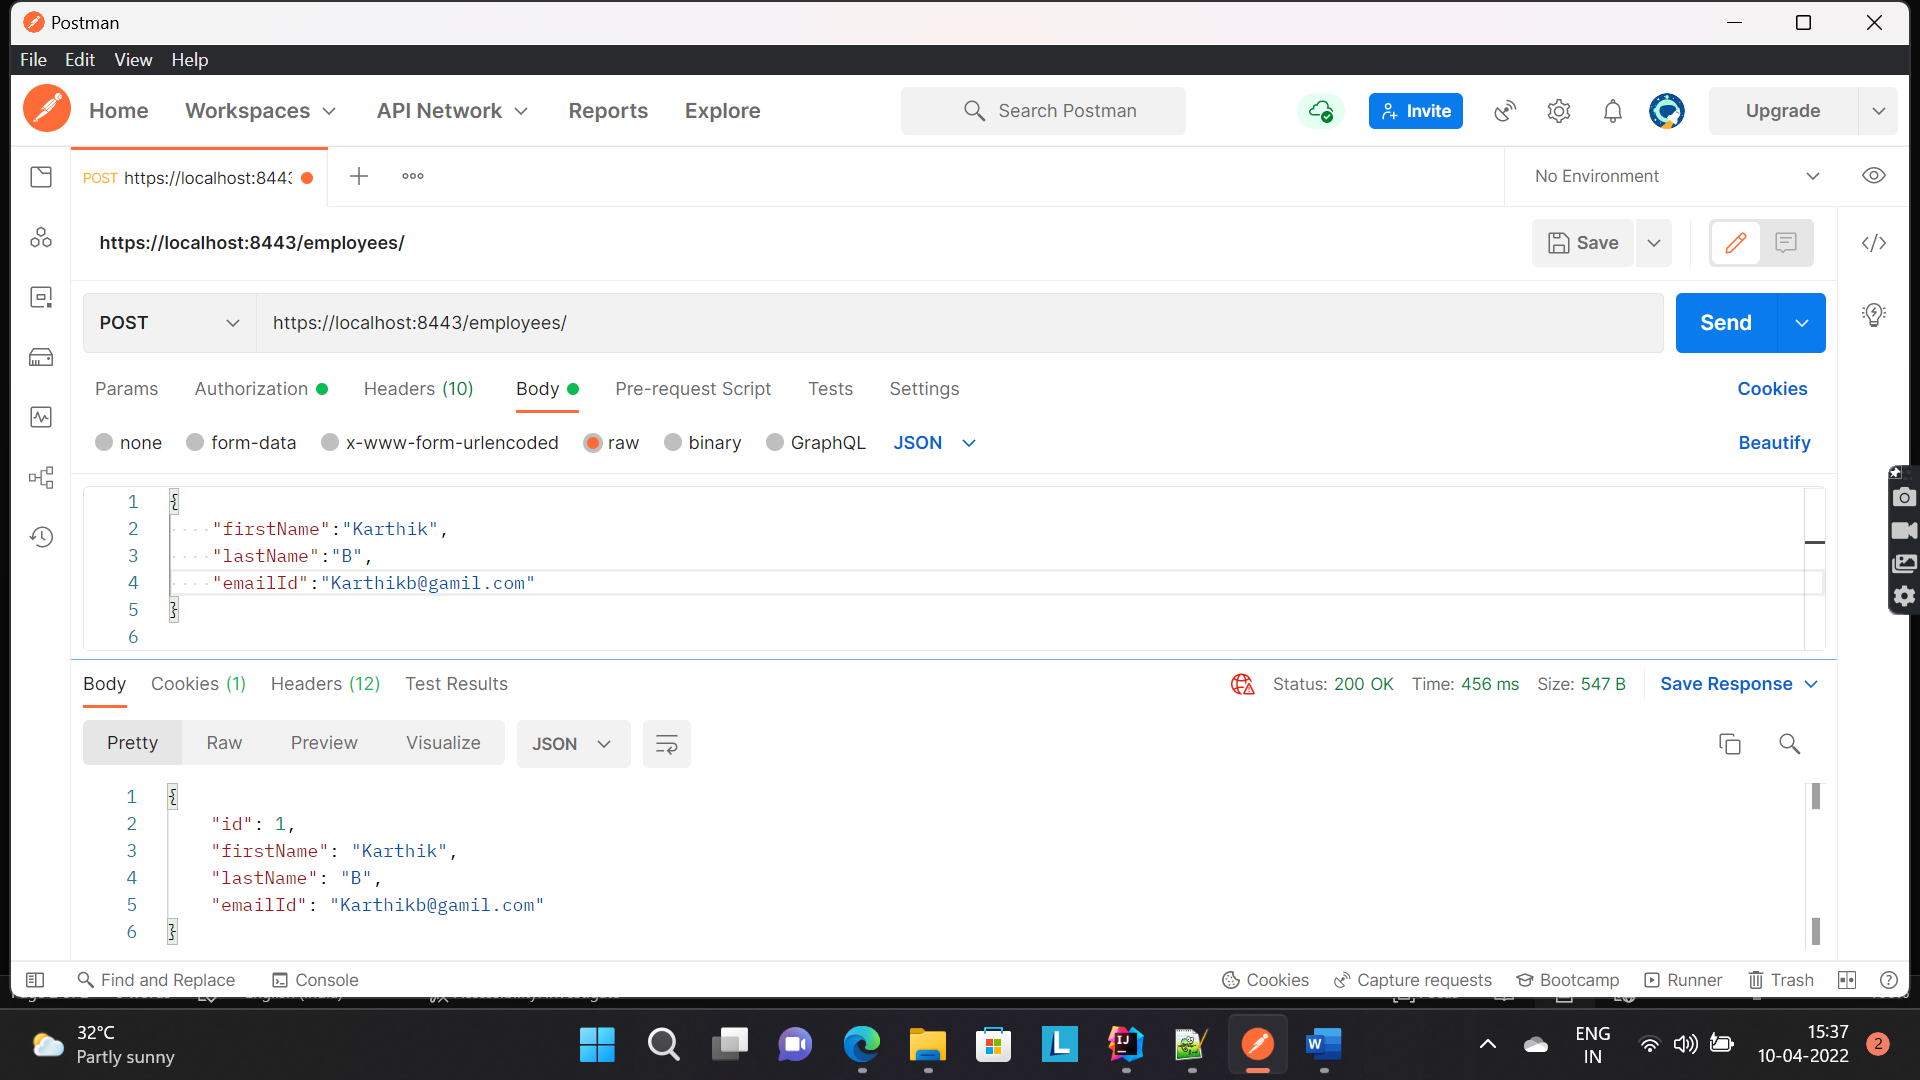 Postman
File Edit View Help
Home Workspaces API Network Reports Explore Search Postman Invite Upgrade
POST https://localhost:844 No Environment
https://localhost:8443/employees/ Save
POST https://localhost:8443/employees/ Send
Params Authorization Headers (10) Body Pre-request Script Tests Settings Cookies
none form-data x-www-form-urlencoded raw binary GraphQL JSON Beautify
1 {
2 "firstName":"Karthik",
3 "lastName":"B",
4 "emailId":"Karthikb@gamil.com"
5 }
6
Body Cookies (1) Headers (12) Test Results Status: 200 OK Time: 456 ms Size: 547 B Save Response
Pretty Raw Preview Visualize JSON
1 {
2 "id": 1,
3 "firstName": "Karthik",
4 "lastName": "B",
5 "emailId": "Karthikb@gamil.com"
6 }
Find and Replace Console Cookies Capture requests Bootcamp Runner Trash
32°C
Partly sunny
ENG
IN
15:37
10-04-2022
2